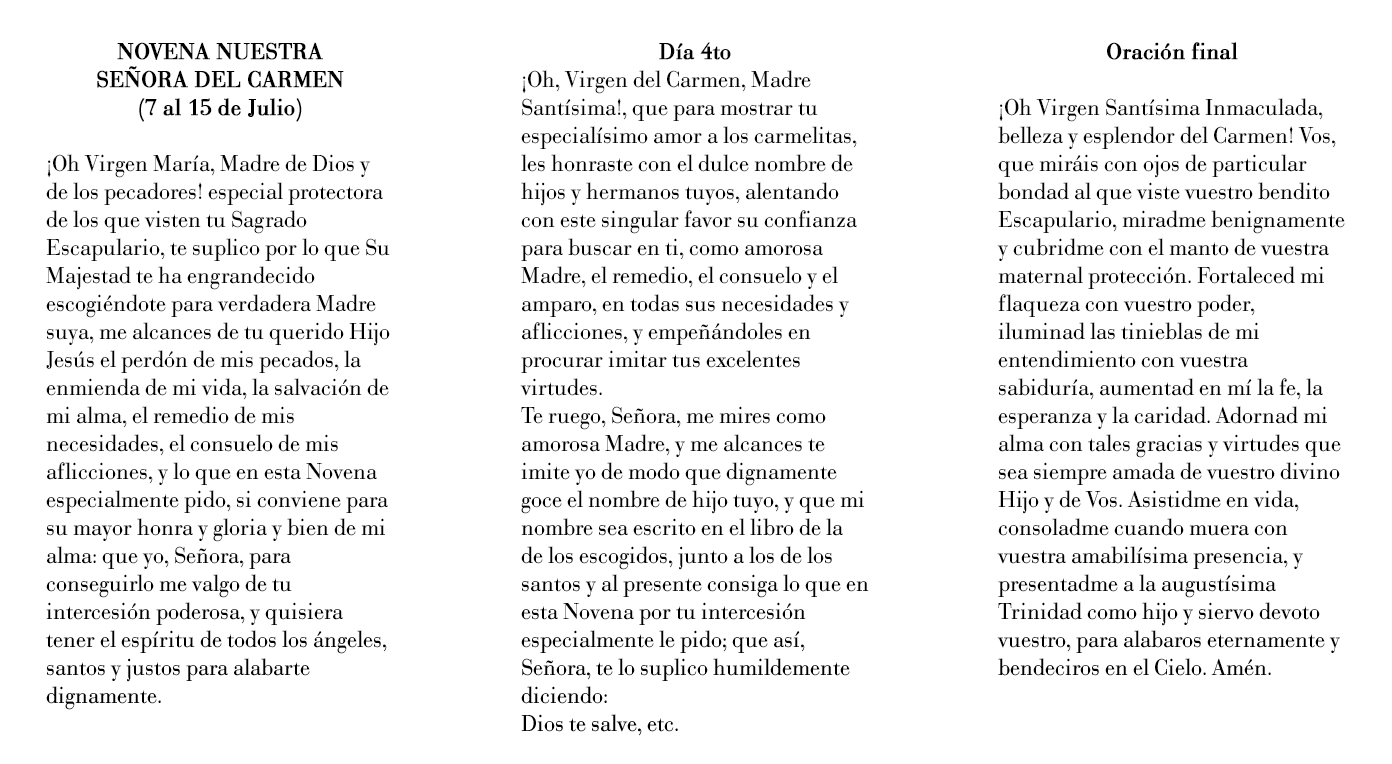 NOVENA NUESTRA
SEÑORA DEL CARMEN
(7 al 15 de Julio)
¡Oh Virgen María, Madre de Dios y
de los pecadores! especial protectora
de los que visten tu Sagrado
Escapulario, te suplico por lo que Su
Majestad te ha engrandecido
escogiéndote para verdadera Madre
suya, me alcances de tu querido Hijo
Jesús el perdón de mis pecados, la
enmienda de mi vida, la salvación de
mi alma, el remedio de mis
necesidades, el consuelo de mis
aflicciones, y lo que en esta Novena
especialmente pido, si conviene para
su mayor honra y gloria y bien de mi
alma: que yo, Señora, para
conseguirlo me valgo de tu
intercesión poderosa, y quisiera
tener el espíritu de todos los ángeles,
santos y justos para alabarte
dignamente.
Día 4to
¡Oh, Virgen del Carmen, Madre
Santísima!, que para mostrar tu
especialísimo amor a los carmelitas,
les honraste con el dulce nombre de
hijos y hermanos tuyos, alentando
con este singular favor su confianza
para buscar en ti, como amorosa
Madre, el remedio, el consuelo y el
amparo, en todas sus necesidades y
aflicciones, y empeñándoles en
procurar imitar tus excelentes
virtudes.
Te ruego, Señora, me mires como
amorosa Madre, y me alcances te
imite yo de modo que dignamente
goce el nombre de hijo tuyo, y que mi
nombre sea escrito en el libro de la
de los escogidos, junto a los de los
santos y al presente consiga lo que en
esta Novena por tu intercesión
especialmente le pido; que así,
Señora, te lo suplico humildemente
diciendo:
Dios te salve, etc.
Oración final
¡Oh Virgen Santísima Inmaculada,
belleza y esplendor del Carmen! Vos,
que miráis con ojos de particular
bondad al que viste vuestro bendito
Escapulario, miradme benignamente
y cubridme con el manto de vuestra
maternal protección. Fortaleced mi
flaqueza con vuestro poder,
iluminad las tinieblas de mi
entendimiento con vuestra
sabiduría, aumentad en mí la fe, la
esperanza y la caridad. Adornad mi
alma con tales gracias y virtudes que
sea siempre amada de vuestro divino
Hijo y de Vos. Asistidme en vida,
consoladme cuando muera con
vuestra amabilísima presencia, y
presentadme a la augustísima
Trinidad como hijo y siervo devoto
vuestro, para alabaros eternamente y
bendeciros en el Cielo. Amén.